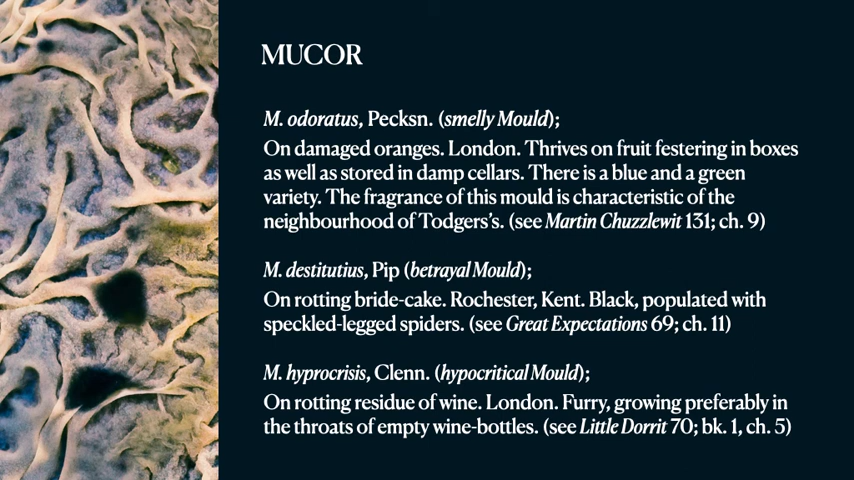 MUCOR
M. odoratus, Pecksn. (smelly Mould);
On damaged oranges. London. Thrives on fruit festering in boxes
as well as stored in damp cellars. There is a blue and a green
variety. The fragrance of this mould is characteristic of the
neighbourhood of Todgers's. (see Martin Chuzzlewit 131; ch. 9)
M. destitutius, Pip (betrayal Mould);
On rotting bride-cake. Rochester, Kent. Black, populated with
speckled-legged spiders. (see Great Expectations 69; ch. 11)
M. hyprocrisis, Clenn. (hypocritical Mould);
On rotting residue of wine. London. Furry, growing preferably in
the throats of empty wine-bottles. (see Little Dorrit 70; bk. 1, ch. 5)